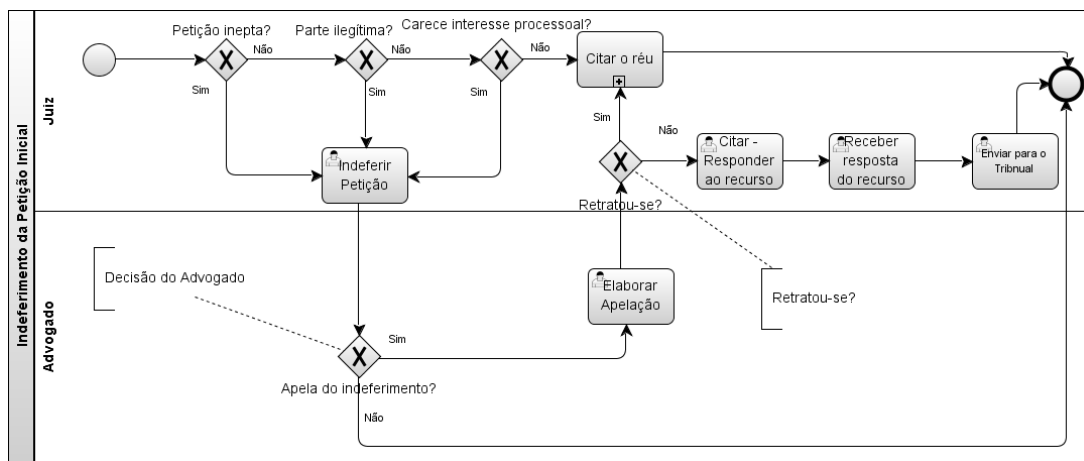 Indeferimento da Petição Inicial
Juiz
Petição inepta?
Parte ilegítima?
Carece interesse processoal?
Não
Não
Não
Sim
Sim
Sim
Citar o réu
Indeferir
Petição
Sim
Não
Retratou-se?
Citar -
Responder
ao recurso
Receber
resposta
do recurso
Enviar para o
Tribnual
Advogado
Decisão do Advogado
Apela do indeferimento?
Sim
Não
Elaborar
Apelação
Retratou-se?